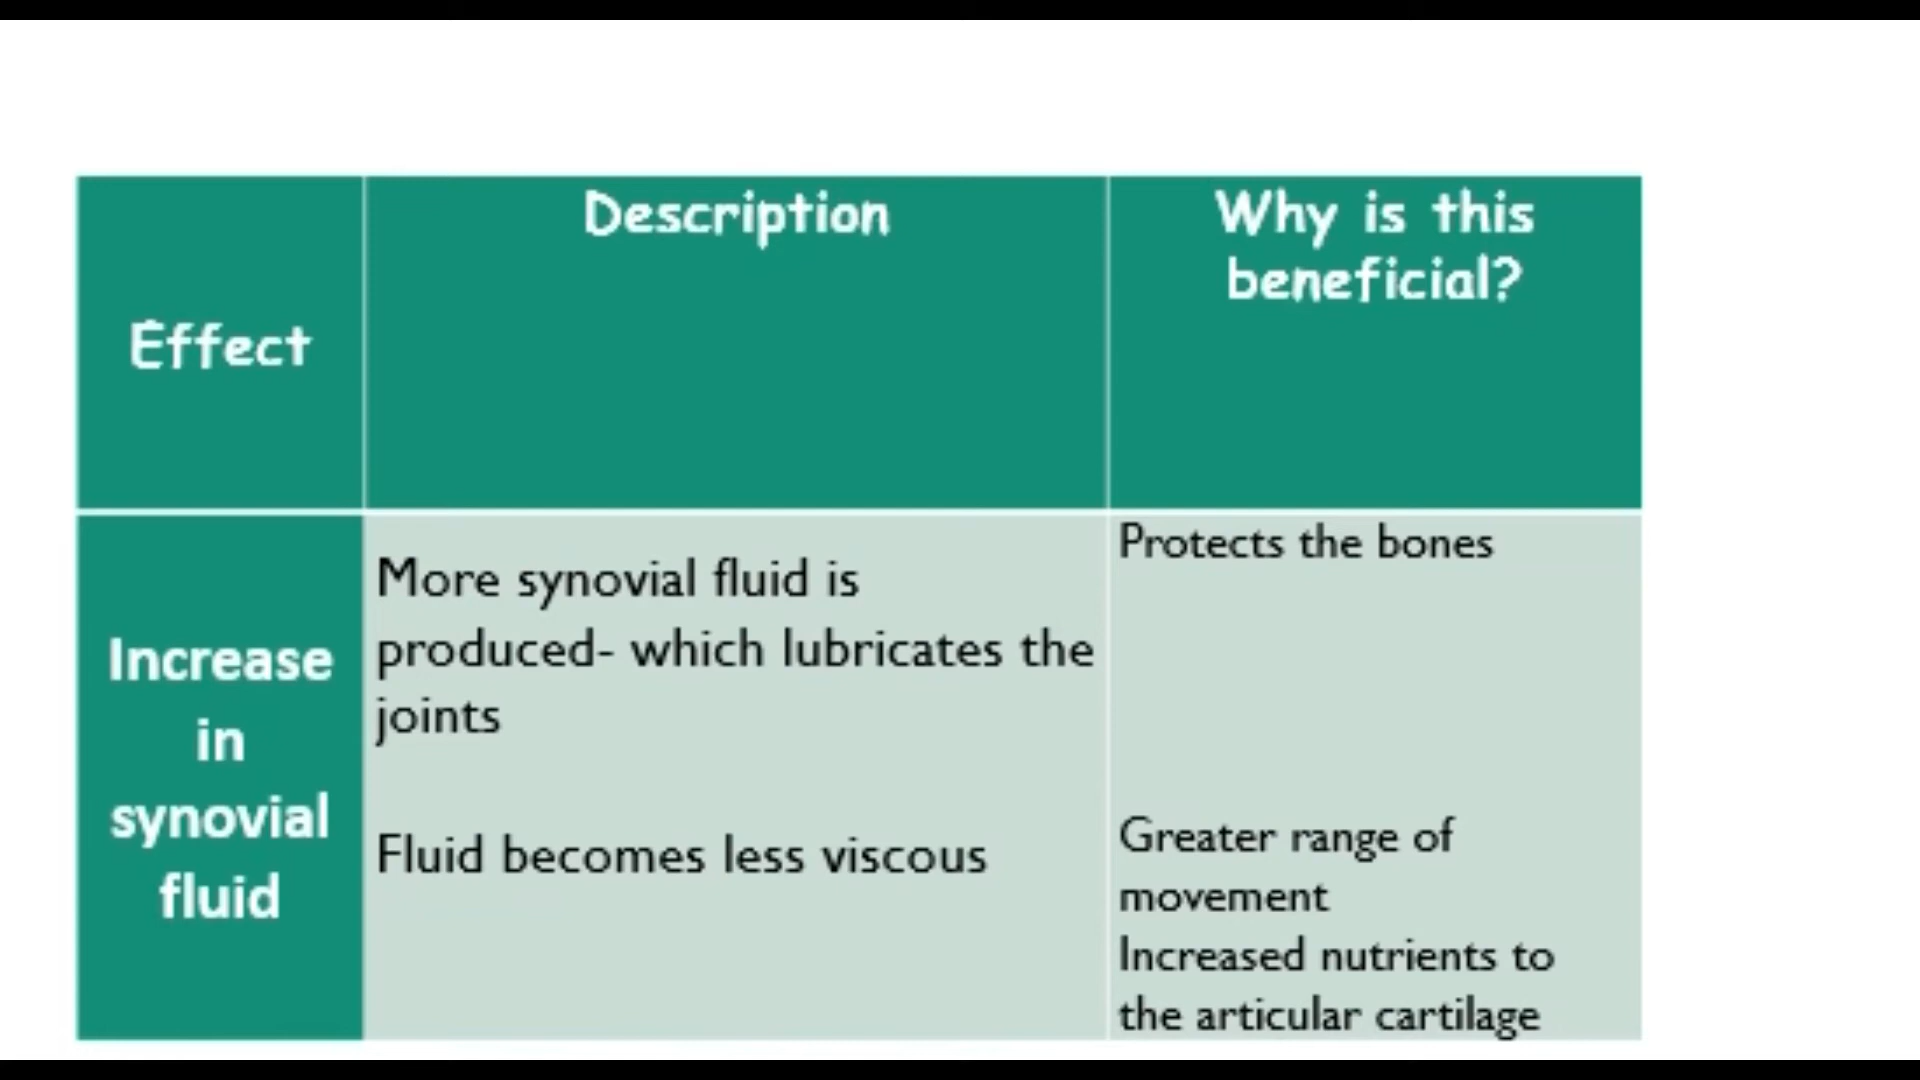 Effect
Description
Why is this
beneficial?
Increase
in
synovial
fluid
More synovial fluid is
produced- which lubricates the
joints
Fluid becomes less viscous
Protects the bones
Greater range of
movement
Increased nutrients to
the articular cartilage